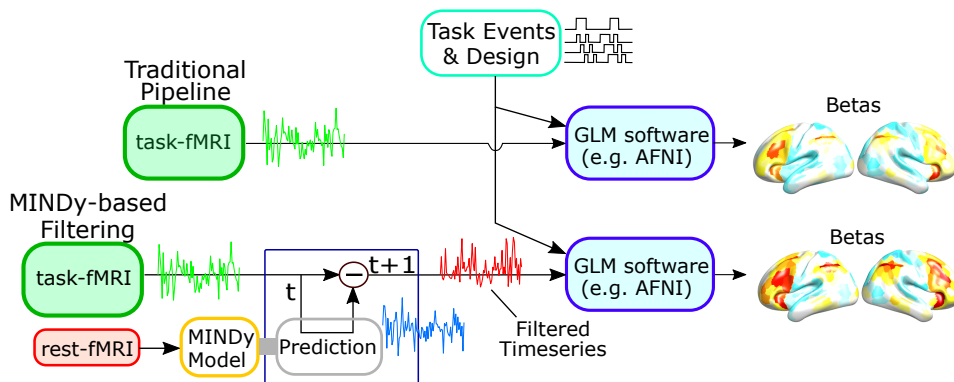 Task Events
& Design
Traditional
Pipeline
task-fMRI
GLM software
(e.g. AFNI)
Betas
MINDy-based
Filtering
task-fMRI
t
−
t+1
GLM software
(e.g. AFNI)
Betas
Filtered
Timeseries
rest-fMRI
MINDy
Model
Prediction